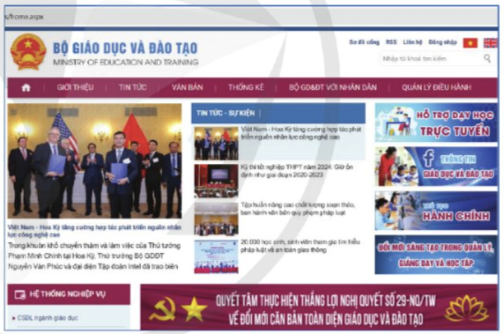 s/home.aspx
BỘ GIÁO DỤC VÀ ĐÀO TẠO
MINISTRY OF EDUCATION AND TRAINING
Sơ đồ cổng RSS Liên hệ Đăng nhập
Nhập từ khoá tìm kiếm
GIỚI THIỆU TIN TỨC VĂN BẢN THỐNG KÊ BỘ GD&ĐT VỚI NHÂN DÂN QUẢN LÝ ĐIỀU HÀNH
Việt Nam - Hoa Kỳ tăng cường hợp tác phát triển nguồn nhân
lực công nghệ cao
Trong khuôn khổ chuyến thăm và làm việc của Thủ tướng
Phạm Minh Chính tại Hoa Kỳ, Thứ trưởng Bộ GDĐT
Nguyễn Văn Phúc và đại diện Tập đoàn Intel đã trao biên
TIN TỨC - SỰ KIỆN
Việt Nam - Hoa Kỳ tăng cường hợp tác phát
triển nguồn nhân lực công nghệ cao
Kỳ thi tốt nghiệp THPT năm 2024: Giữ ổn
định như giai đoạn 2020-2023
Tập huấn nâng cao chất lượng soạn thảo,
ban hành văn bản quy phạm pháp luật
20.000 học sinh, sinh viên tham gia tìm hiểu
pháp luật về an toàn giao thông
HỖ TRỢ DẠY HỌC
TRỰC TUYẾN
THÔNG TIN
GIÁO DỤC VÀ ĐÀO TẠO
HÀNH CHÍNH
ĐỔI MỚI SÁNG TẠO TRONG QUẢN LÝ,
GIẢNG DẠY VÀ HỌC TẬP
HỆ THỐNG NGHIỆP VỤ
CSDL ngành giáo dục
QUYẾT TÂM THỰC HIỆN THẮNG LỢI NGHỊ QUYẾT SỐ 29-NQ/TW
VỀ ĐỔI MỚI CĂN BẢN TOÀN DIỆN GIÁO DỤC VÀ ĐÀO TẠO